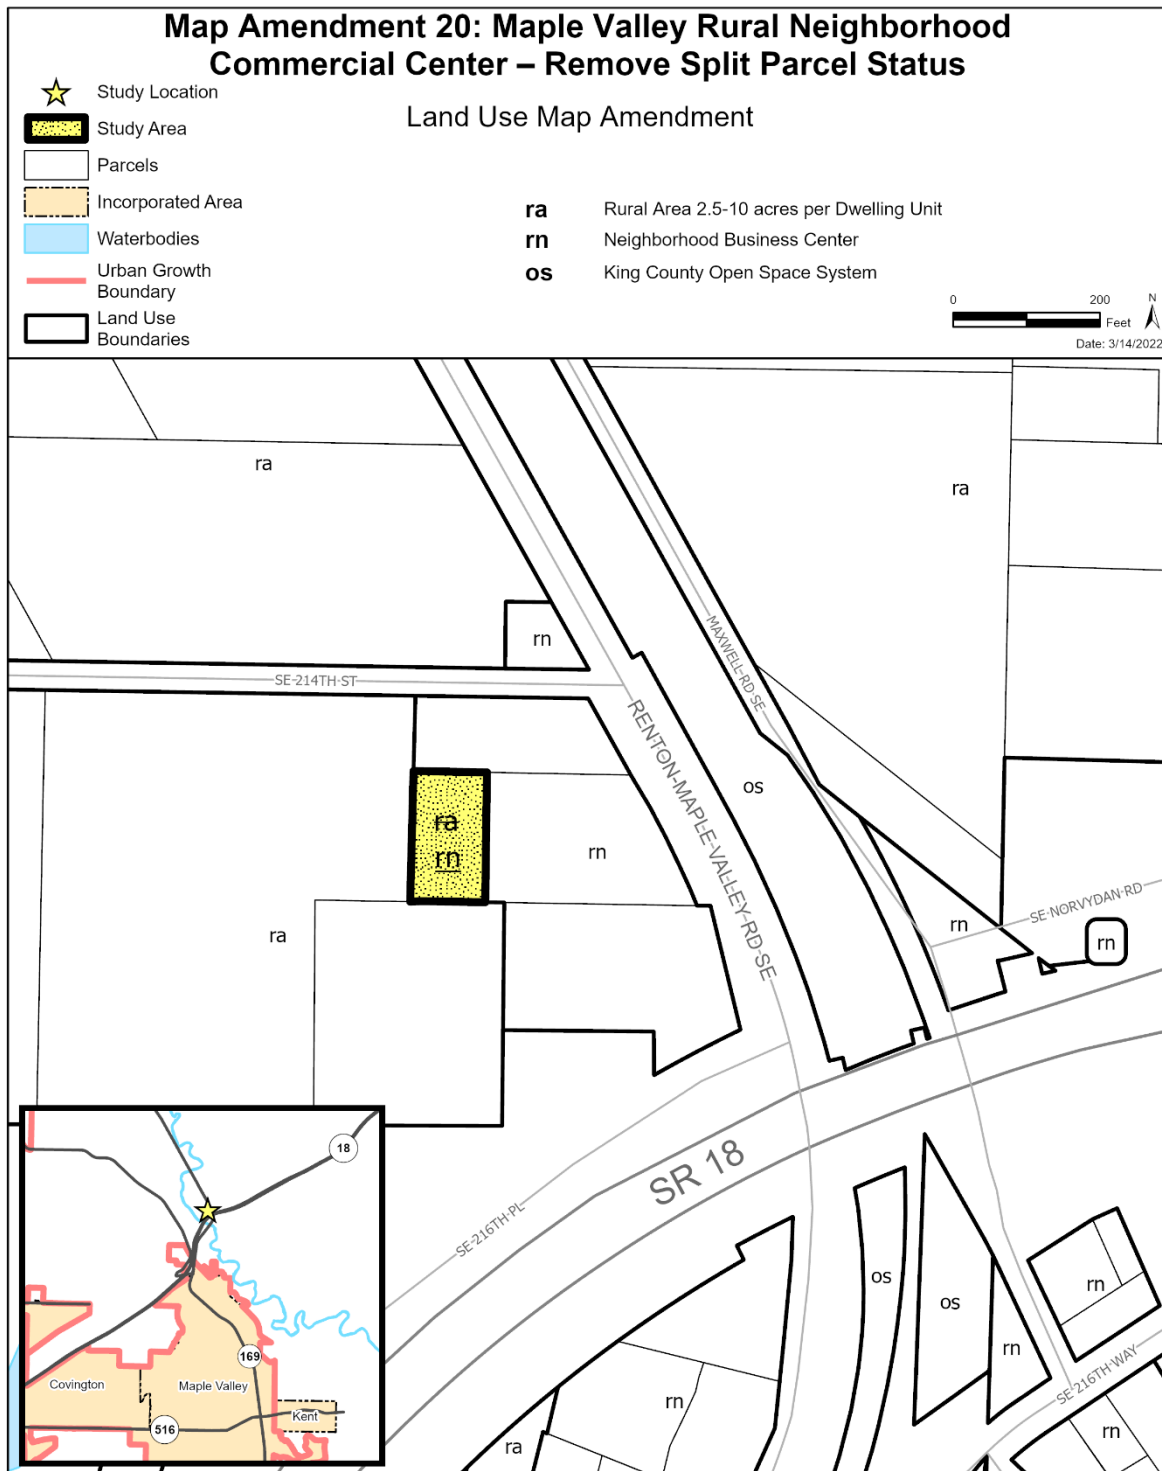 Map Amendment 20: Maple Valley Rural Neighborhood
Commercial Center – Remove Split Parcel Status
Land Use Map Amendment
Study Location
Study Area
Parcels
Incorporated Area
Waterbodies
Urban Growth
Boundary
Land Use
Boundaries
ra Rural Area 2.5-10 acres per Dwelling Unit
rn Neighborhood Business Center
os King County Open Space System
0 200
Feet
N
Date: 3/14/2022
ra
ra
rn
SE 214TH ST
MAXWELL RD SE
RENTON-MAPLE VALLEY RD SE
os
ra
rn
rn
ra
rn
SE NORVYDAN RD
rn
SR 18
SE 216TH PL
os
os
rn
rn
SE 216TH WAY
rn
rn
ra
18
169
516
Covington
Maple Valley
Kent